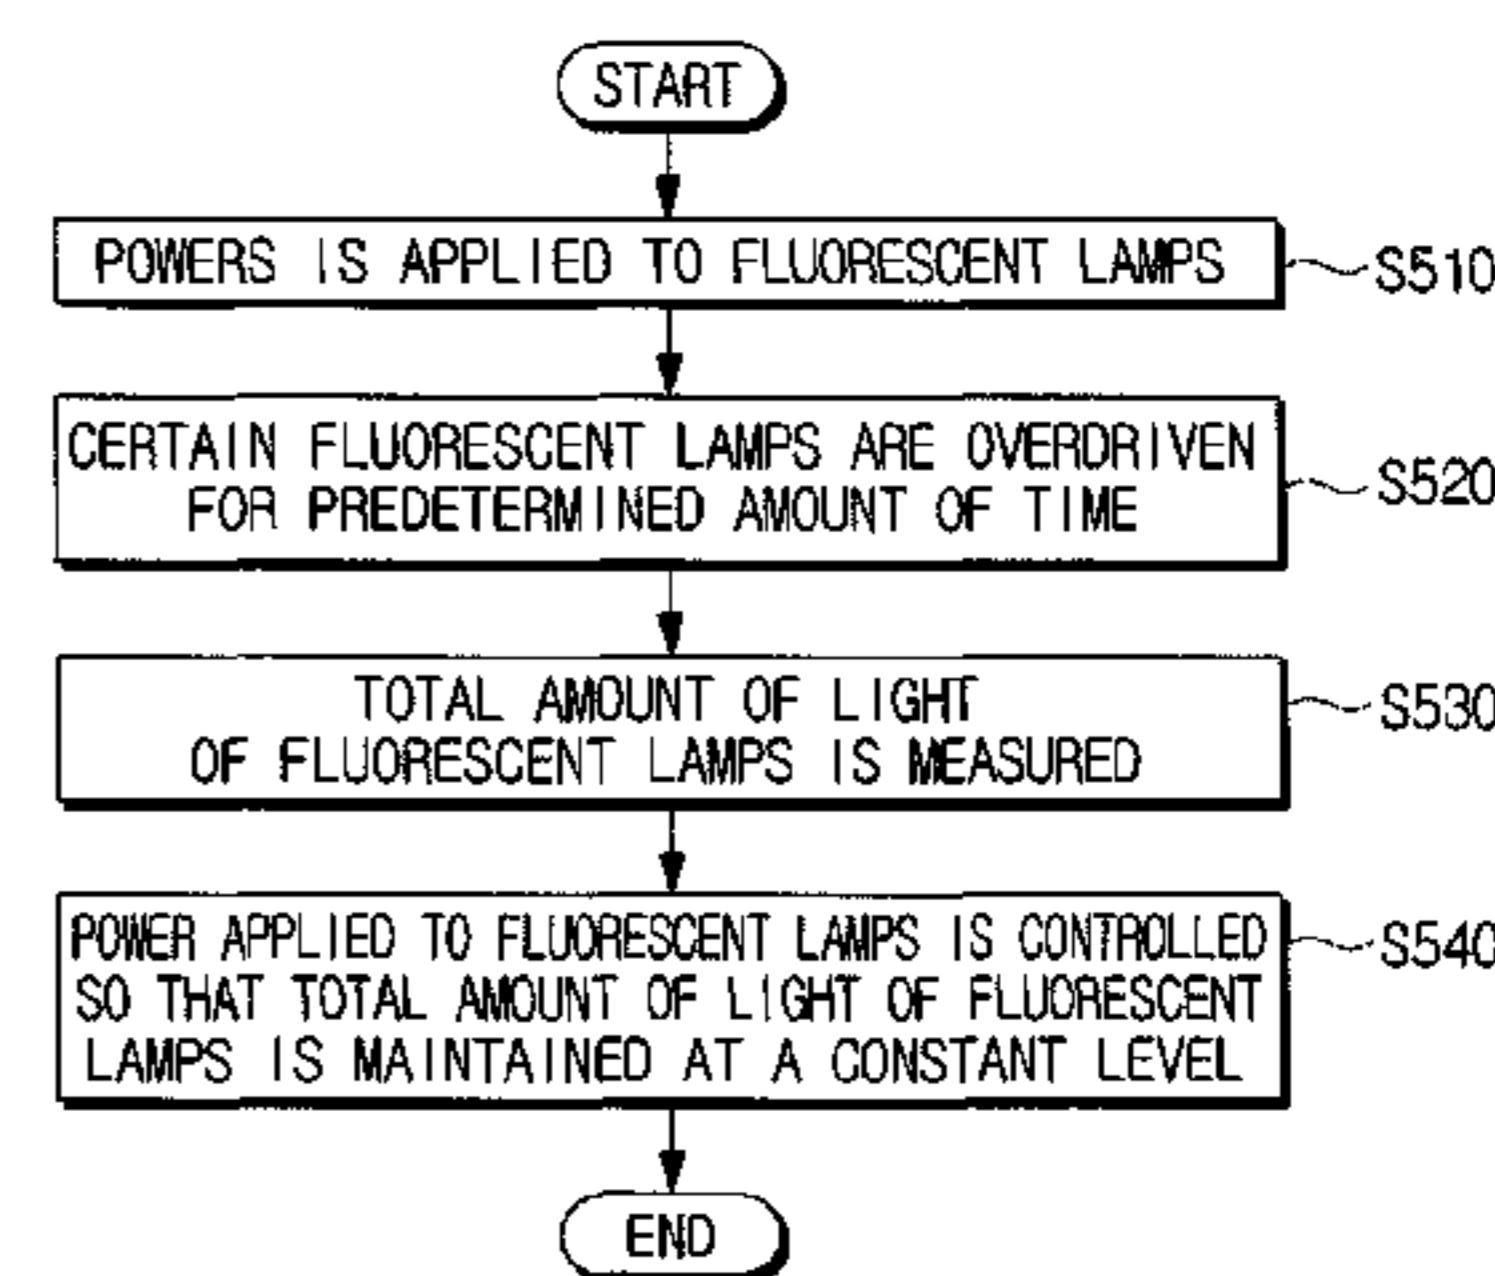 START
POWERS IS APPLIED TO FLUORESCENT LAMPS
S510
CERTAIN FLUORESCENT LAMPS ARE OVERDRIVEN
FOR PREDETERMINED AMOUNT OF TIME
S520
TOTAL AMOUNT OF LIGHT
OF FLUORESCENT LAMPS IS MEASURED
S530
POWER APPLIED TO FLUORESCENT LAMPS IS CONTROLLED
SO THAT TOTAL AMOUNT OF LIGHT OF FLUORESCENT
LAMPS IS MAINTAINED AT A CONSTANT LEVEL
S540
END